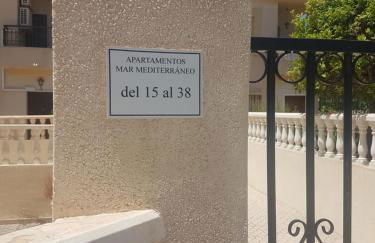 APARTAMENTOS
MAR MEDITERRÁNEO
del 15 al 38